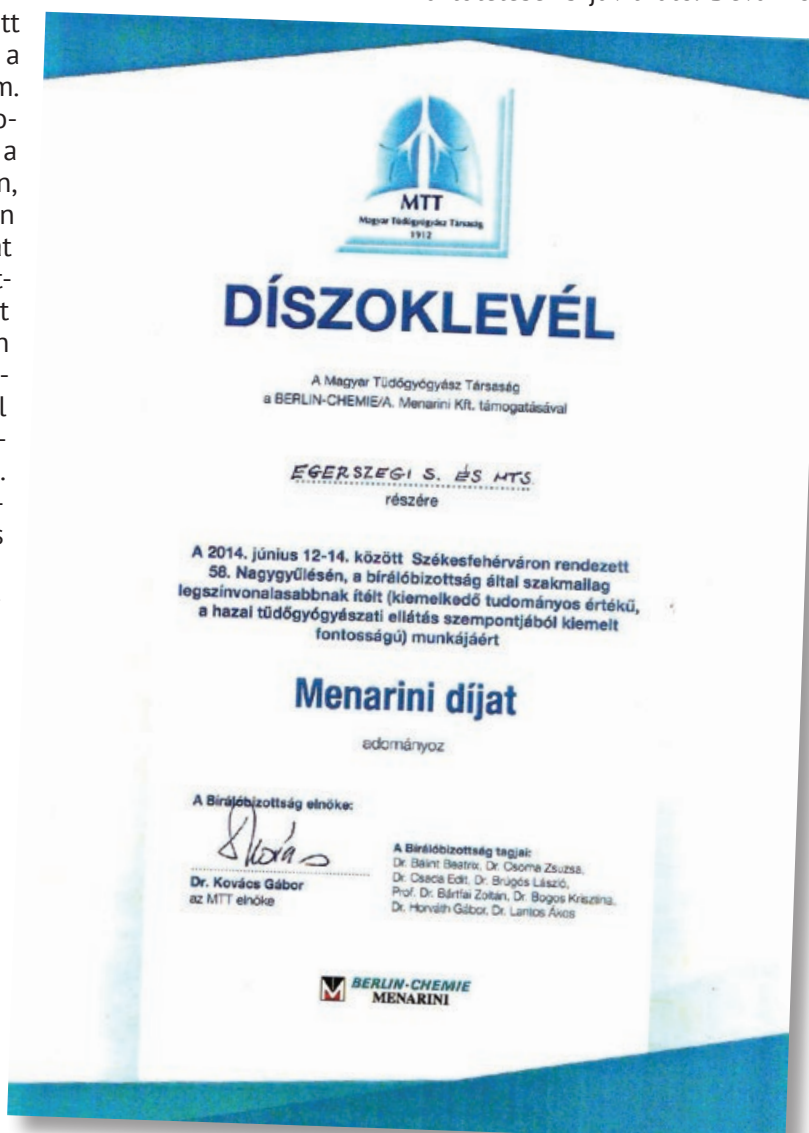 tt
a
m.
o-
a
n,
n
t-
t
n
-
l
-
.
-
s
MTT
Magyar Tüdőgyógyász Társaság
1912
DÍSZOKLEVÉL
A Magyar Tüdőgyógyász Társaság
a BERLIN-CHEMIE/A. Menarini Kft. támogatásával
EGERSZEGI S. ÉS MTS.
részére
A 2014. június 12-14. között Székesfehérváron rendezett
58. Nagygyűlésén, a bírálóbizottság által szakmailag
legszínvonalasabbnak ítélt (kiemelkedő tudományos értékű,
a hazai tüdőgyógyászati ellátás szempontjából kiemelt
fontosságú) munkájáért
Menarini díjat
adományoz
A Bírálóbizottság elnöke:
Dr. Kovács Gábor
az MTT elnöke
A Bírálóbizottság tagjai:
Dr. Bálint Beatrix, Dr. Csoma Zsuzsa,
Dr. Csada Edit, Dr. Brúgós László,
Prof. Dr. Bártfai Zoltán, Dr. Bogos Krisztina,
Dr. Horváth Gábor, Dr. Lantos Ákos
BERLIN-CHEMIE
MENARINI